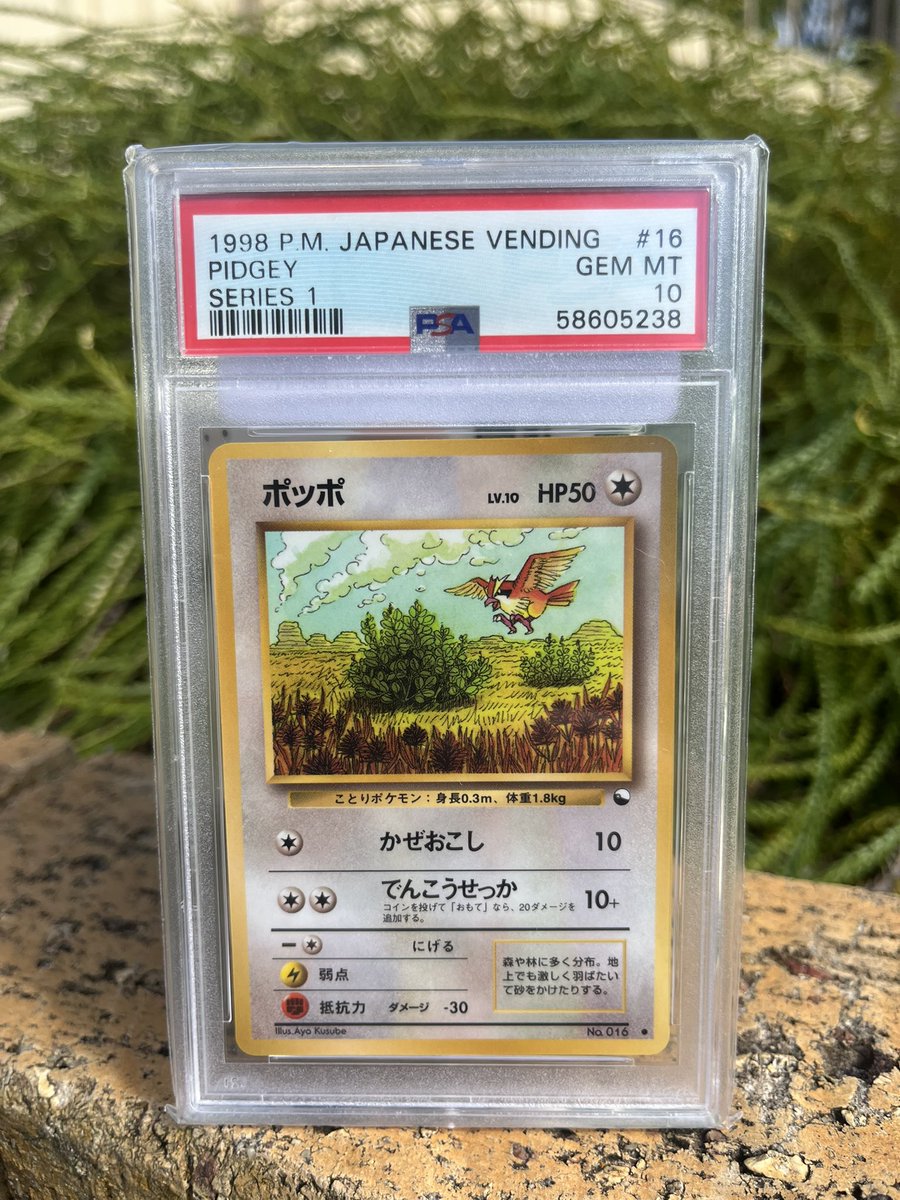 1998 P.M. JAPANESE VENDING #16
PIDGEY GEM MT
SERIES 1 10
PSA 58605238
ポッポ LV.10 HP50
ことりポケモン：身長0.3m、体重1.8kg
かぜおこし 10
でんこうせっか 10+
コインを投げて「おもて」なら、20ダメージを
追加する。
にげる
弱点
抵抗力 ダメージ -30
森や林に多く分布。地
上でも激しく羽ばたい
て砂をかけたりする。
Illus. Ayo Kusube No. 016